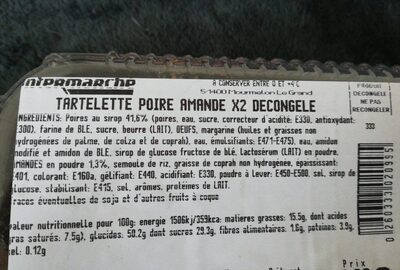 intermarche
A CONSERVER ENTRE 0 ET +4°C
51400 Mourmelon Le Grand
PRODUIT
DECONGELE
NE PAS
RECONGELER
TARTELETTE POIRE AMANDE X2 DECONGELE
333
INGREDIENTS: Poires au sirop 41,6% (poires, eau, sucre, correcteur d'acidité: E330, antioxydant:
E300), farine de BLE, sucre, beurre (LAIT), OEUFS, margarine (huiles et graisses non
hydrogénées de palme, de colza et de coprah), eau, émulsifiants: E471-E475), eau, amidon
modifié et amidon de BLE, sirop de glucose fructose de blé, lactosérum (LAIT) en poudre,
AMANDES en poudre 1,3%, semoule de riz, graisse de coprah non hydrogénée, épaississant:
E401, colorant: E160a, gélifiant: E440, acidifiant: E330, poudre à Lever: E450-E500, sel, sirop de
glucose, stabilisant: E415, sel, arômes, protéines de LAIT.
Traces éventuelles de soja et d'autres fruits à coque
Valeur nutritionnelle pour 100g: energie 1506kj/359kca: matieres grasses: 15.5g, dont acides
gras saturés: 7.5g), glucides: 50.2g dont sucres 29.3g, fibres alimentaires: 1.6g, proteines: 3.9g,
sel: 0.12g
Prix
0260333020995